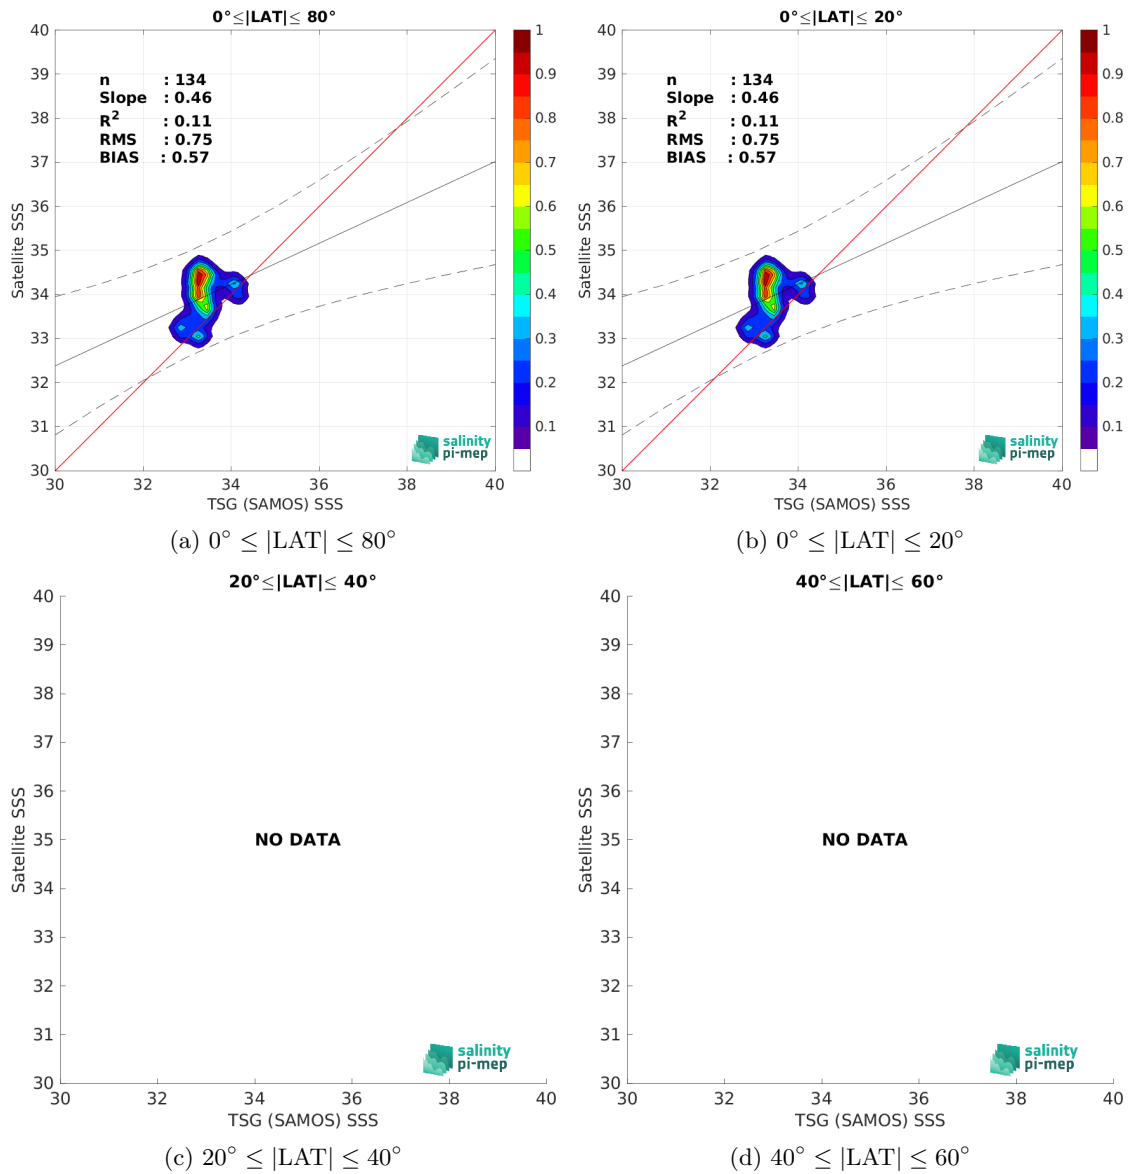 0°≤|LAT|≤ 80°
40
39
38
37
36
35
34
33
32
31
30
Satellite SSS
n : 134
Slope : 0.46
R² : 0.11
RMS : 0.75
BIAS : 0.57
salinity
pi-mep
30 32 34 36 38 40
TSG (SAMOS) SSS
1
0.9
0.8
0.7
0.6
0.5
0.4
0.3
0.2
0.1
(a) 0° ≤ |LAT| ≤ 80°
0°≤|LAT|≤ 20°
40
39
38
37
36
35
34
33
32
31
30
Satellite SSS
n : 134
Slope : 0.46
R² : 0.11
RMS : 0.75
BIAS : 0.57
salinity
pi-mep
30 32 34 36 38 40
TSG (SAMOS) SSS
1
0.9
0.8
0.7
0.6
0.5
0.4
0.3
0.2
0.1
(b) 0° ≤ |LAT| ≤ 20°
20°≤|LAT|≤ 40°
40
39
38
37
36
35
34
33
32
31
30
Satellite SSS
NO DATA
salinity
pi-mep
30 32 34 36 38 40
TSG (SAMOS) SSS
(c) 20° ≤ |LAT| ≤ 40°
40°≤|LAT|≤ 60°
40
39
38
37
36
35
34
33
32
31
30
Satellite SSS
NO DATA
salinity
pi-mep
30 32 34 36 38 40
TSG (SAMOS) SSS
(d) 40° ≤ |LAT| ≤ 60°